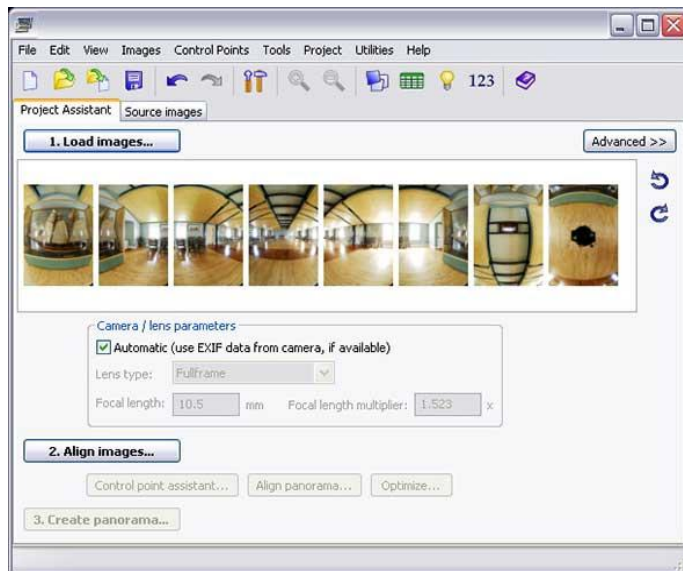 File Edit View Images Control Points Tools Project Utilities Help
123
Project Assistant Source images
1. Load images... Advanced >>
Camera / lens parameters
Automatic (use EXIF data from camera, if available)
Lens type: Fullframe
Focal length: 10.5 mm Focal length multiplier: 1.523 x
2. Align images...
Control point assistant... Align panorama... Optimize...
3. Create panorama...